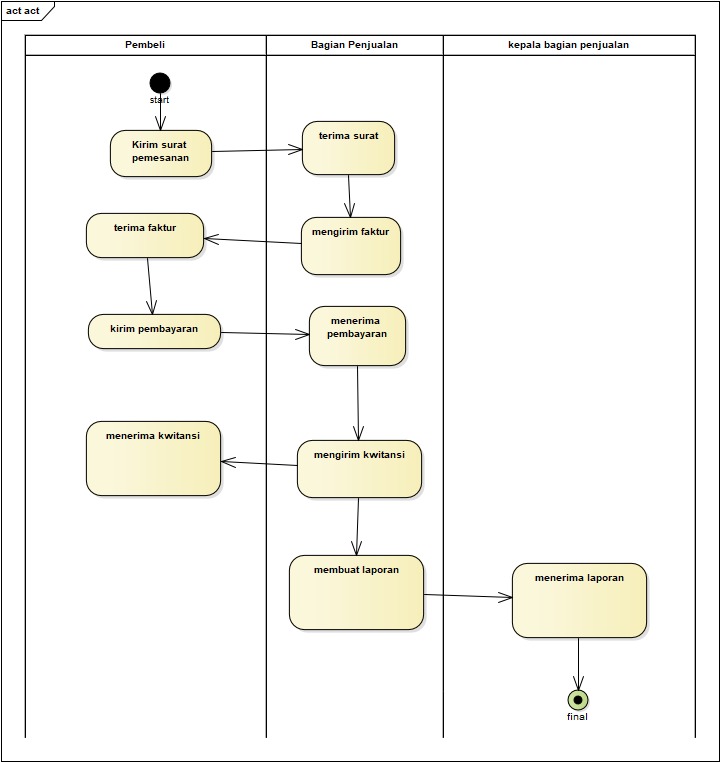 act act
Pembeli
Bagian Penjualan
kepala bagian penjualan
start
Kirim surat
pemesanan
terima surat
terima faktur
mengirim faktur
kirim pembayaran
menerima
pembayaran
menerima kwitansi
mengirim kwitansi
membuat laporan
menerima laporan
final